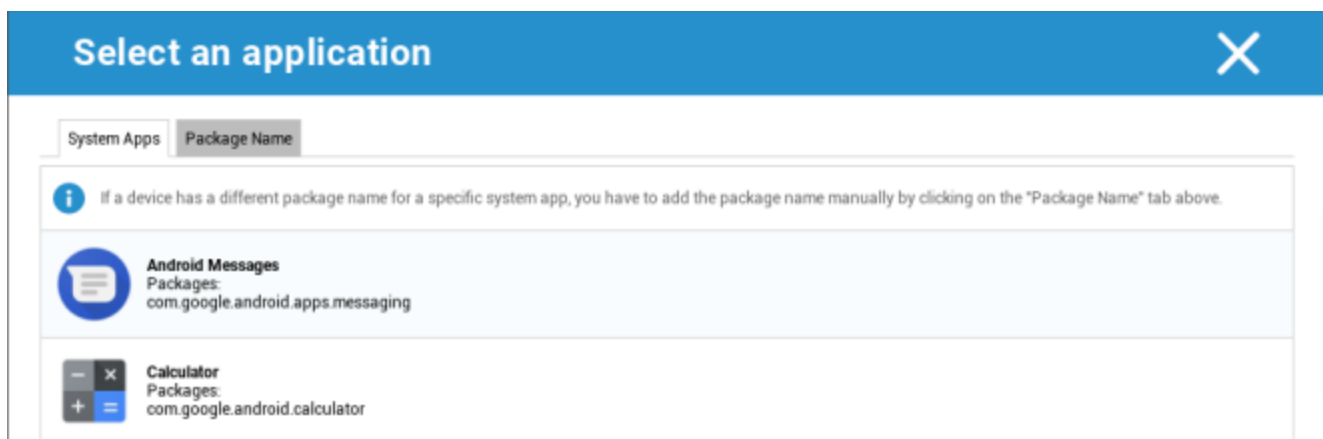 Select an application
System Apps
Package Name
If a device has a different package name for a specific system app, you have to add the package name manually by clicking on the "Package Name" tab above.
Android Messages
Packages:
com.google.android.apps.messaging
Calculator
Packages:
com.google.android.calculator